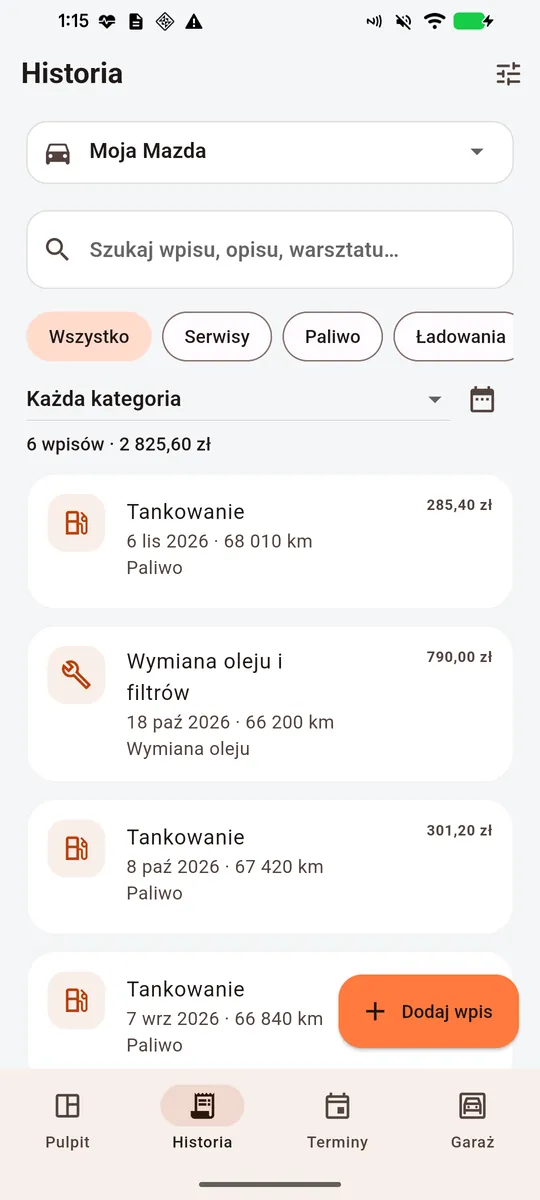 1:15
Historia
Moja Mazda
Szukaj wpisu, opisu, warsztatu...
Wszystko
Serwisy
Paliwo
Ładowania
Każda kategoria
6 wpisów · 2 825,60 zł
Tankowanie
285,40 zł
6 lis 2026 · 68 010 km
Paliwo
Wymiana oleju i
filtrów
790,00 zł
18 paź 2026 · 66 200 km
Wymiana oleju
Tankowanie
301,20 zł
8 paź 2026 · 67 420 km
Paliwo
Tankowanie
7 wrz 2026 · 66 840 km
Paliwo
Dodaj wpis
Pulpit
Historia
Terminy
Garaż